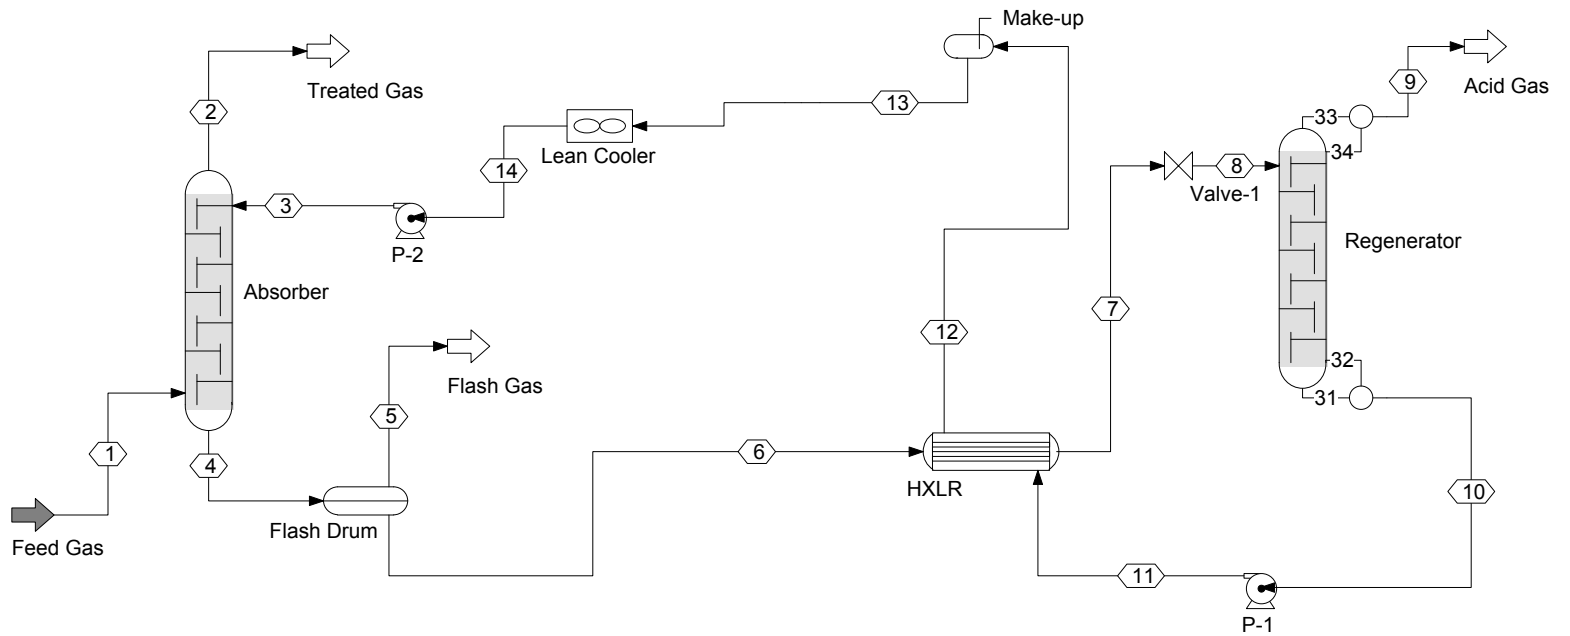 Make-up
Treated Gas
Acid Gas
2
9
13
33
34
Lean Cooler
14
8
Valve-1
3
P-2
Regenerator
Absorber
7
12
32
31
Flash Gas
5
1
4
6
HXLR
10
Flash Drum
Feed Gas
11
P-1